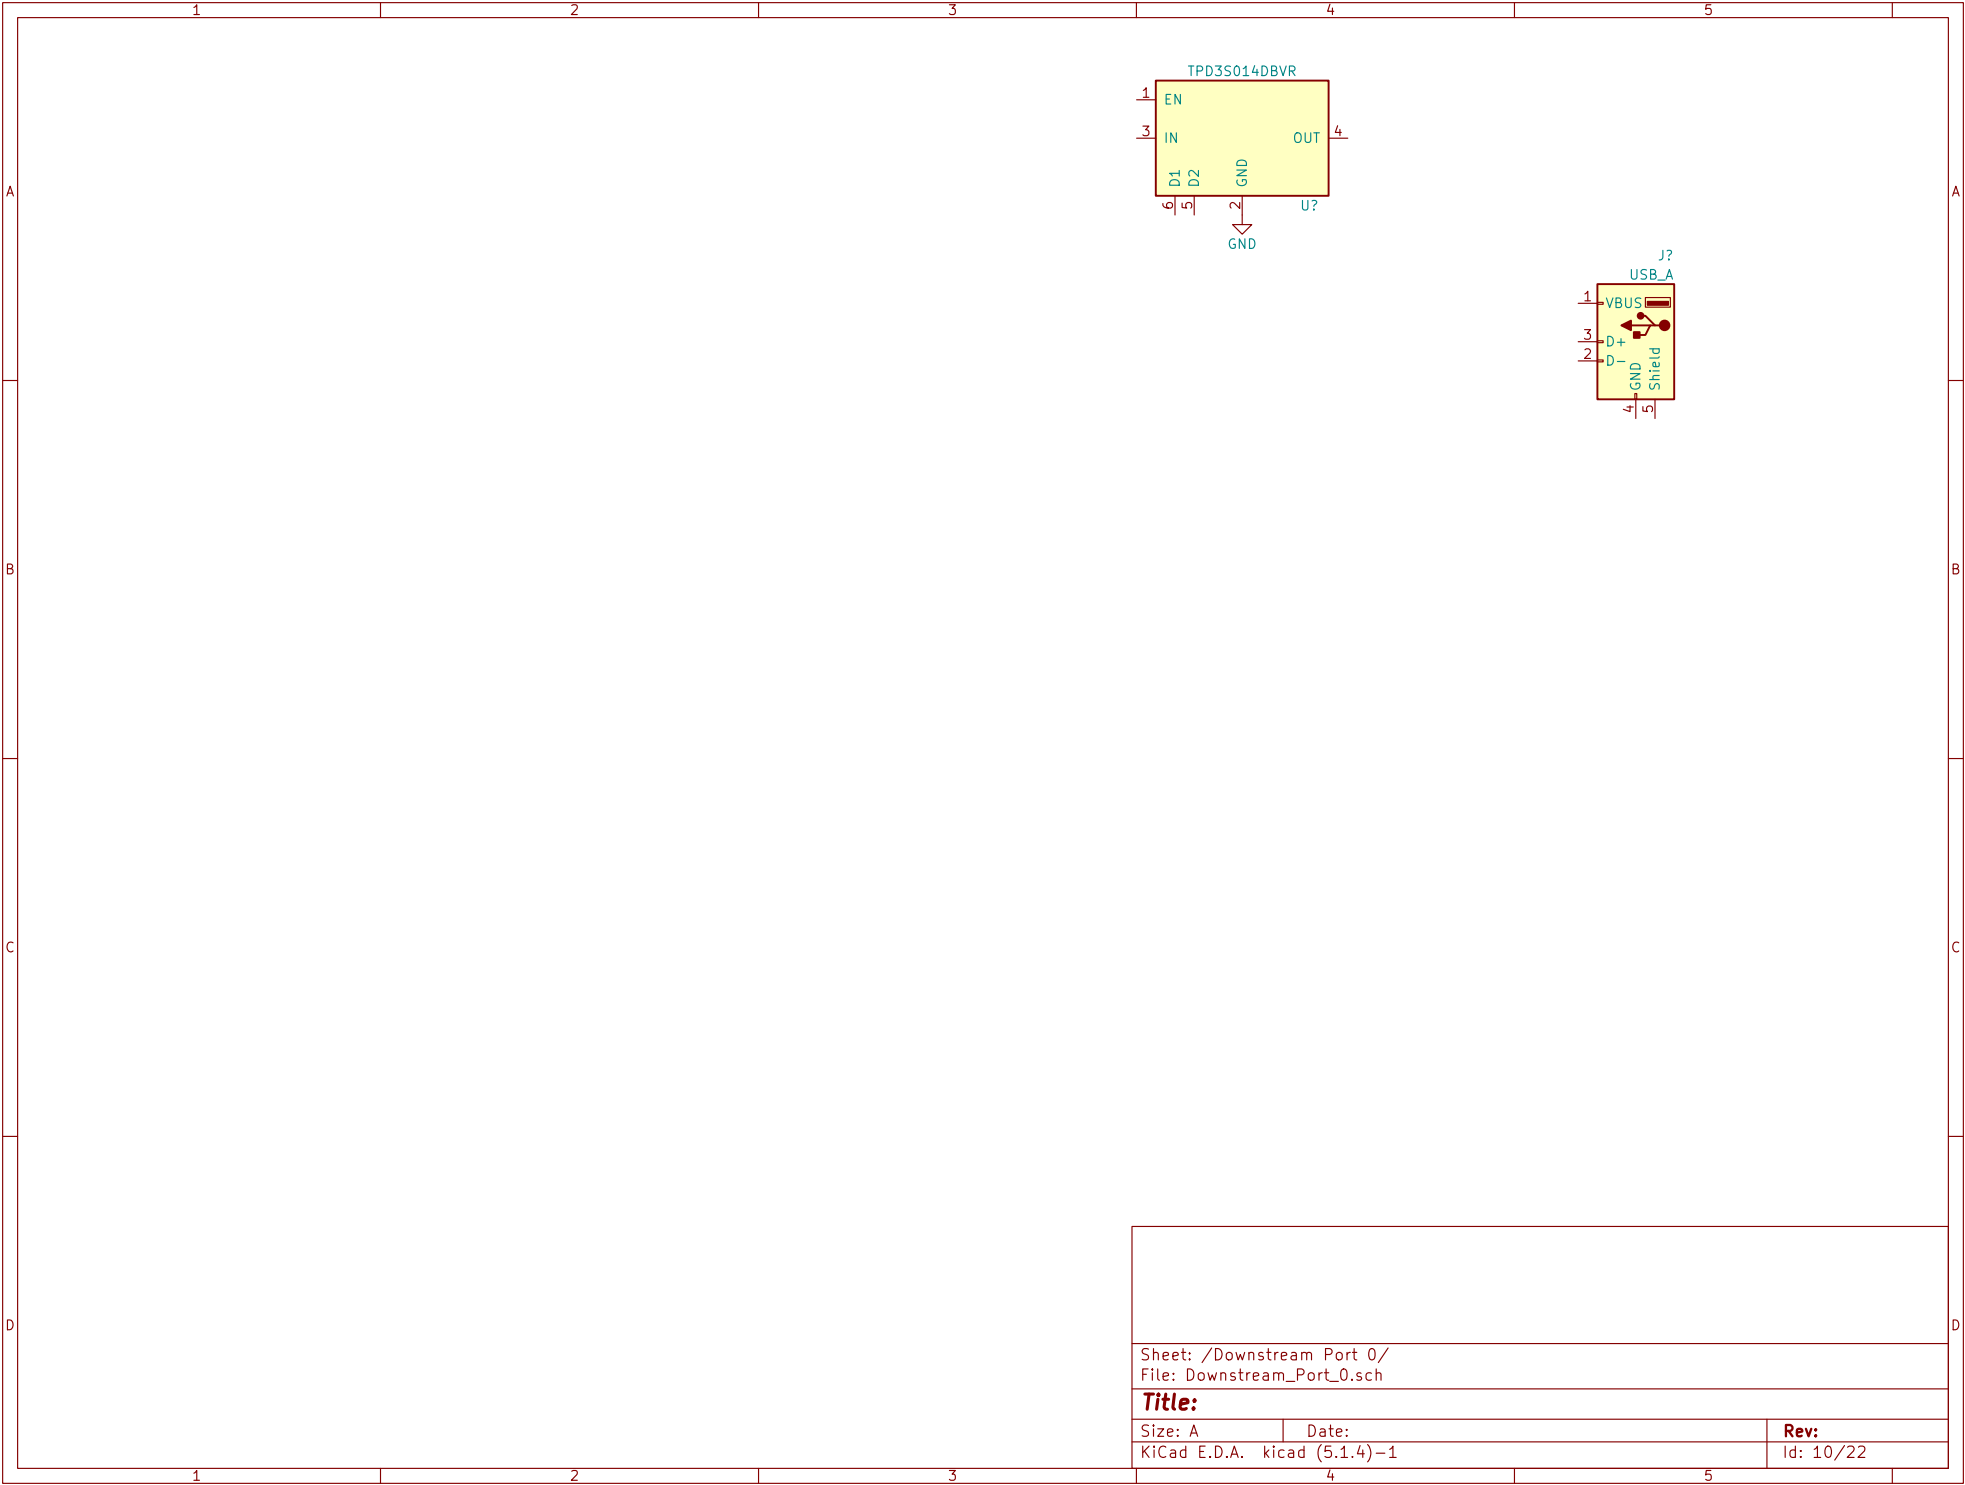 1 2 3 4 5
TPD3S014DBVR
1 EN
3 IN OUT 4
D1 D2 GND
6 5 2 U?
GND
A A
J?
USB_A
1 VBUS
3 D+
2 D-
GND Shield
4 5
B B
C C
D D
Sheet: /Downstream Port 0/
File: Downstream_Port_0.sch
Title:
Size: A Date: Rev:
KiCad E.D.A. kicad (5.1.4)-1 Id: 10/22
1 2 3 4 5